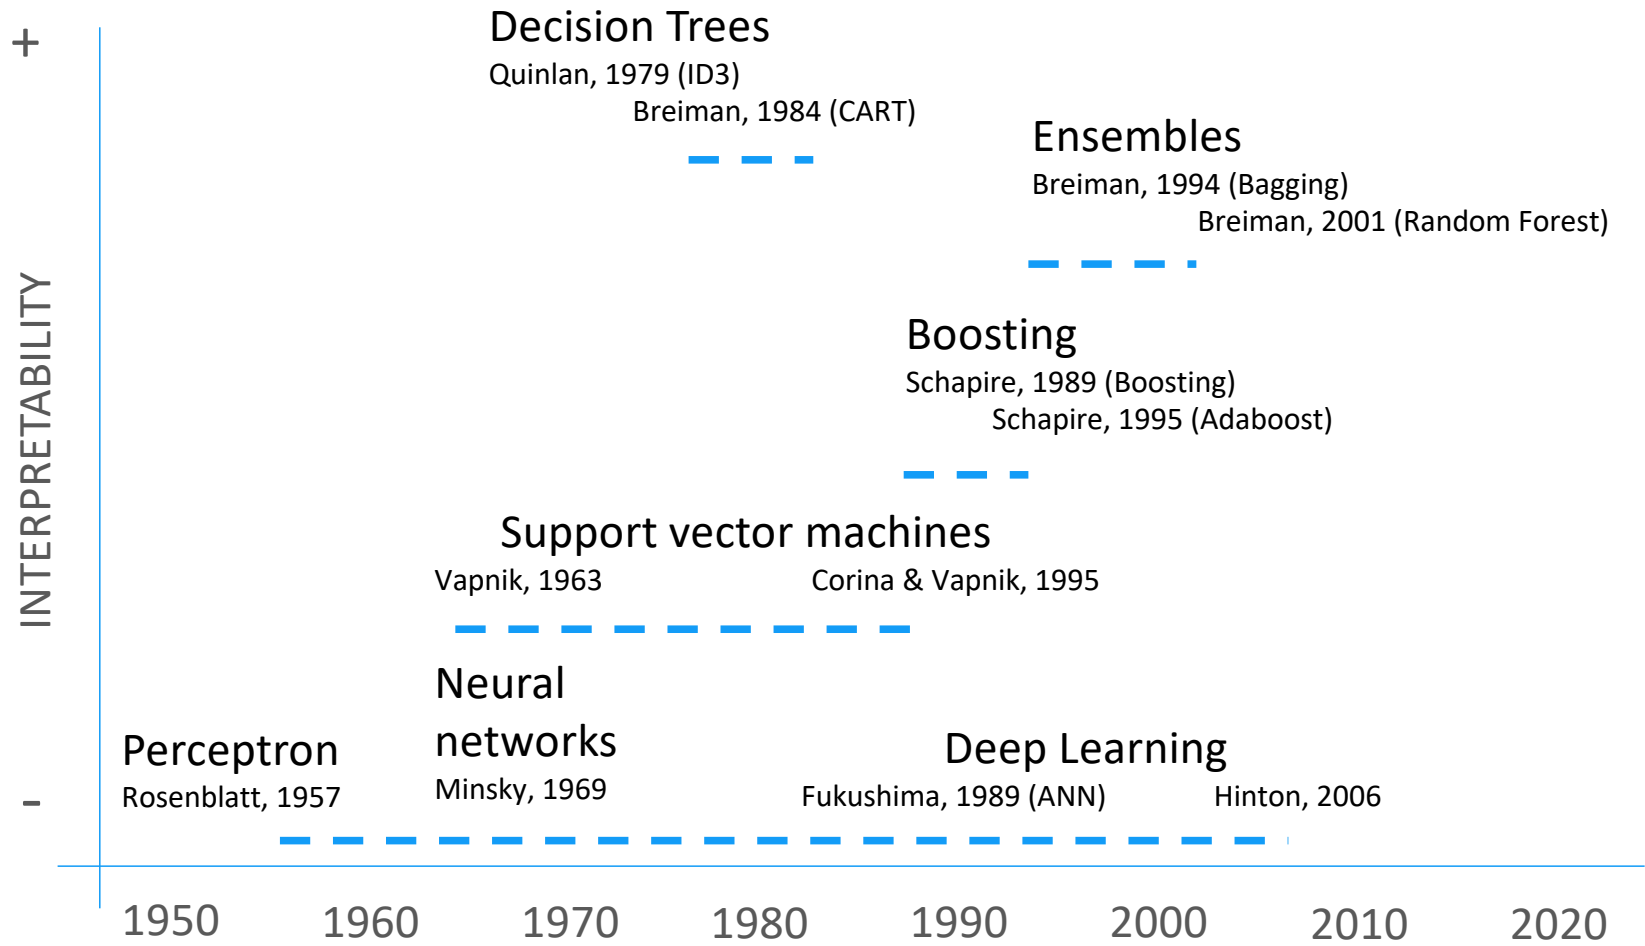 +
Decision Trees
Quinlan, 1979 (ID3)
Breiman, 1984 (CART)
Ensembles
Breiman, 1994 (Bagging)
Breiman, 2001 (Random Forest)
INTERPRETABILITY
Boosting
Schapire, 1989 (Boosting)
Schapire, 1995 (Adaboost)
Support vector machines
Vapnik, 1963
Corina & Vapnik, 1995
Neural
networks
Minsky, 1969
Perceptron
Rosenblatt, 1957
Deep Learning
Fukushima, 1989 (ANN)
Hinton, 2006
-
1950 1960 1970 1980 1990 2000 2010 2020